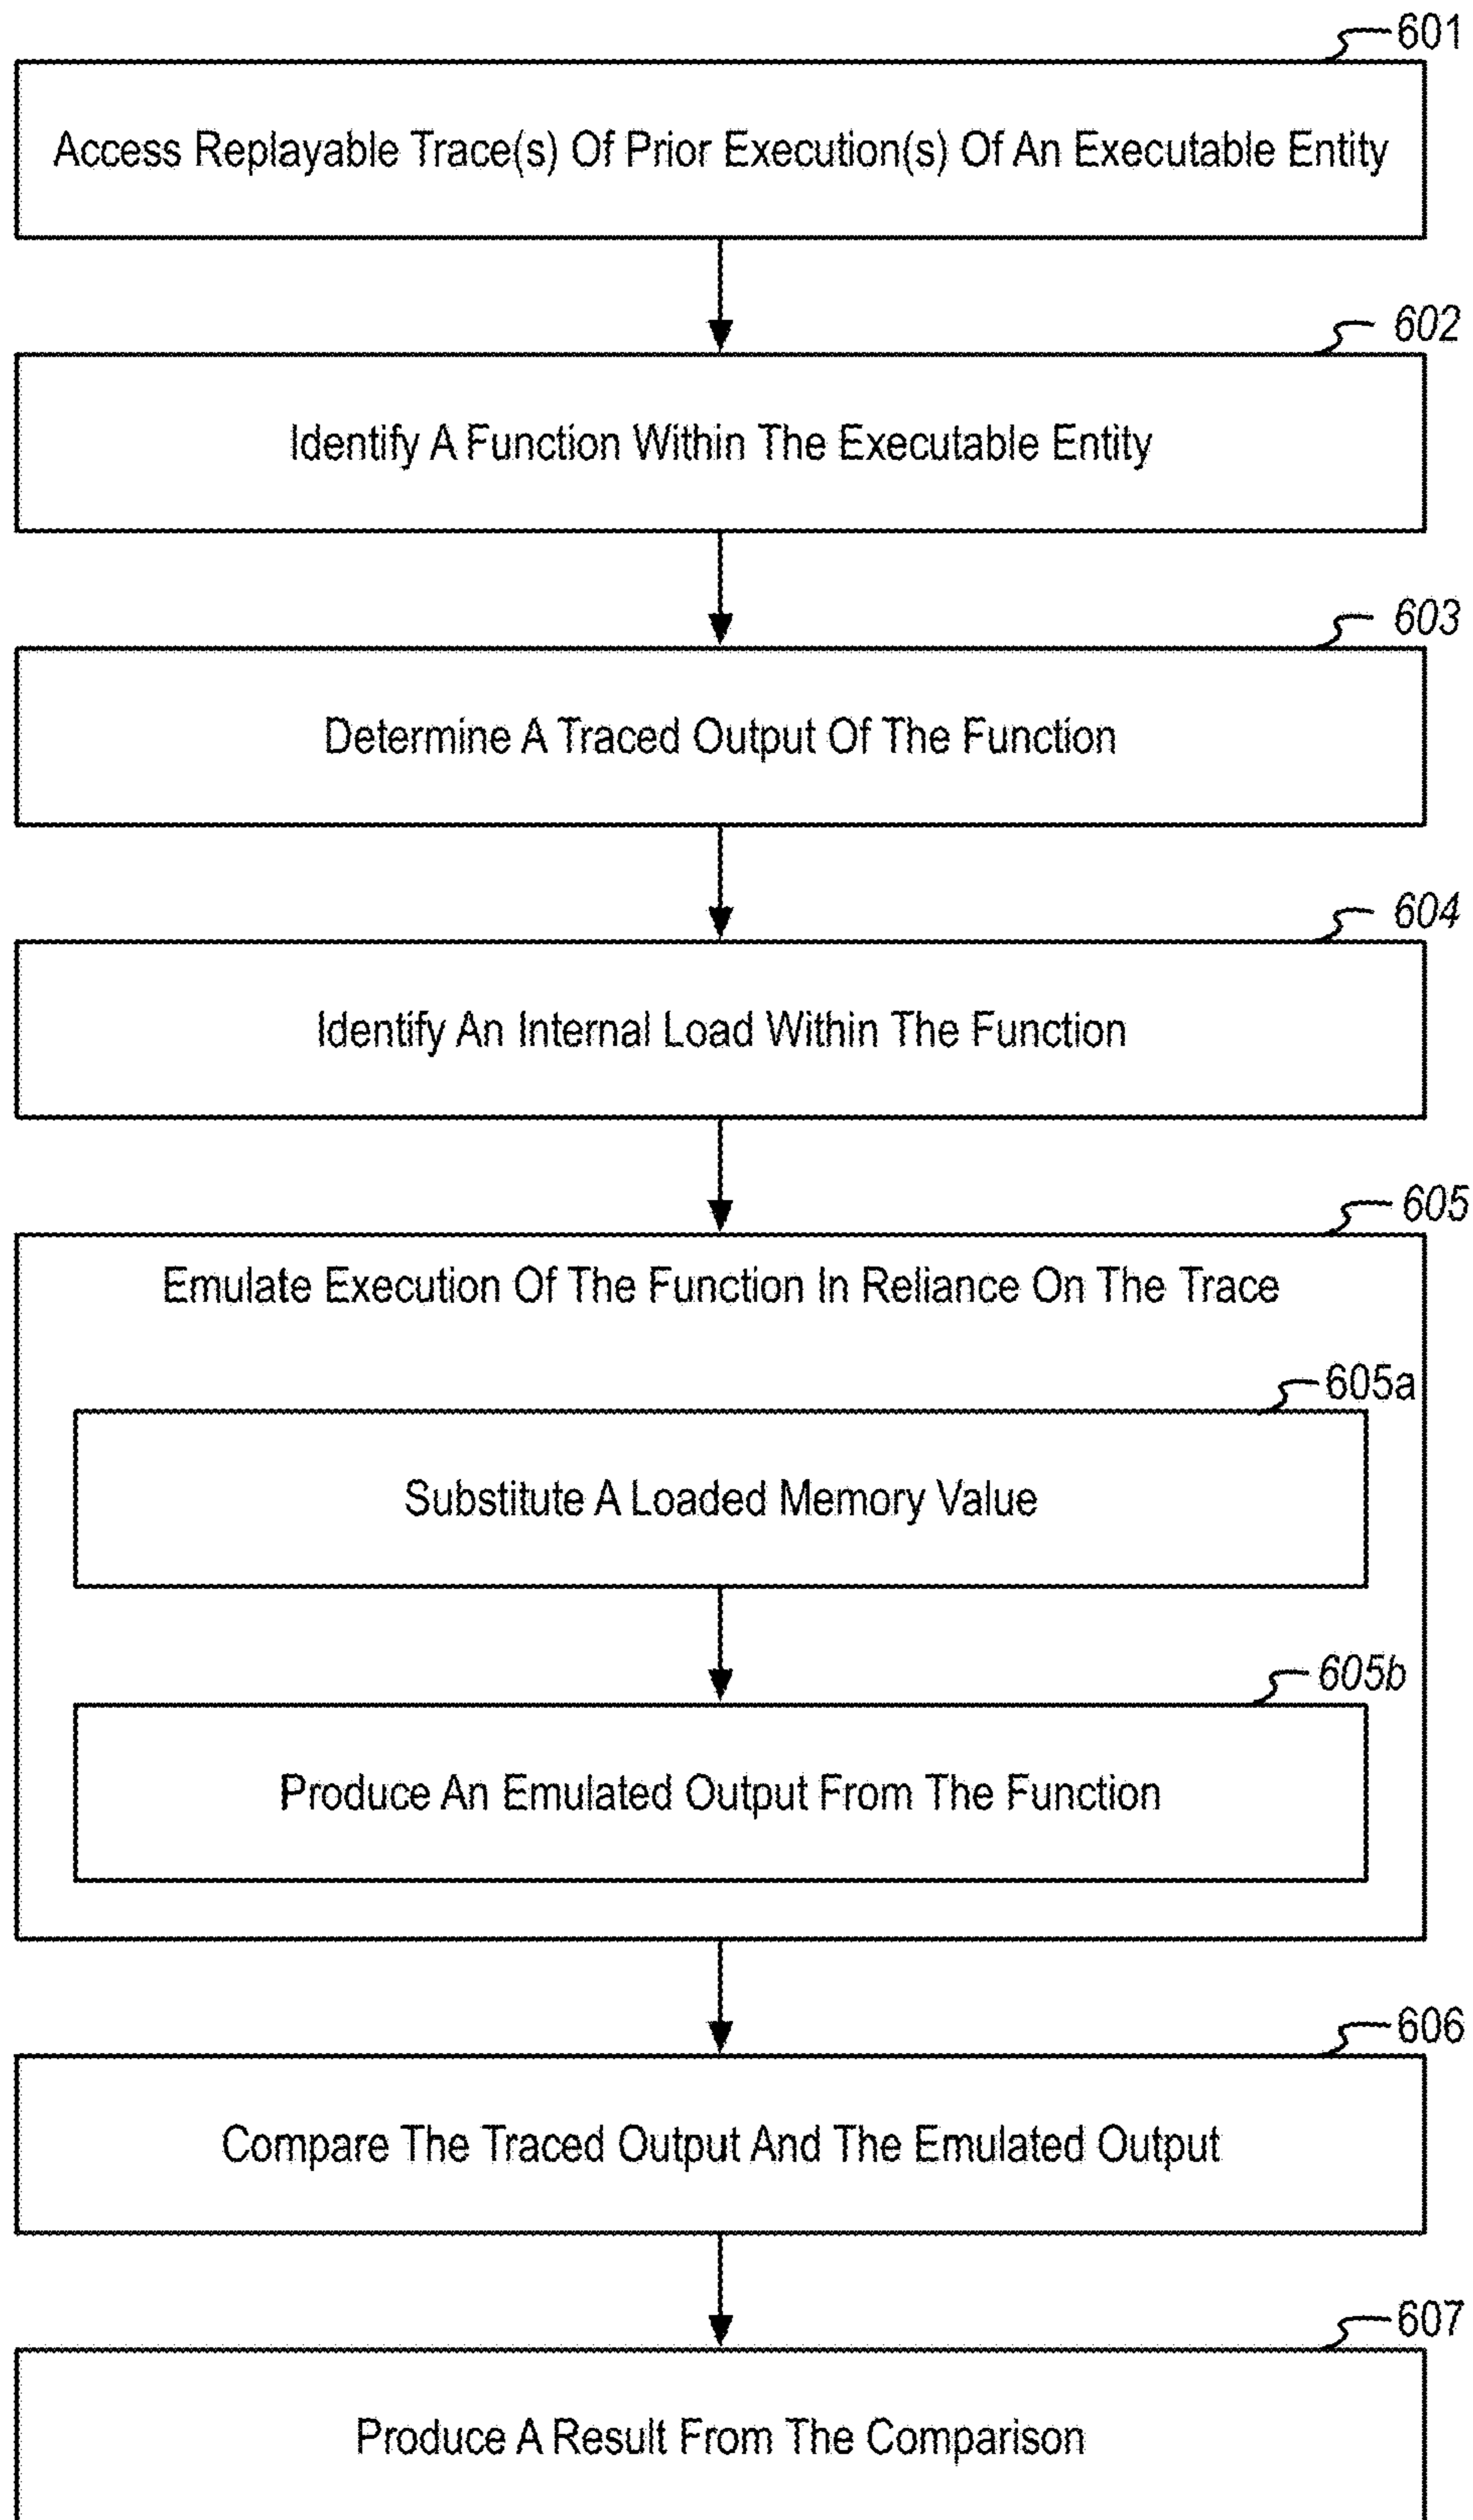 601
Access Replayable Trace(s) Of Prior Execution(s) Of An Executable Entity
602
Identify A Function Within The Executable Entity
603
Determine A Traced Output Of The Function
604
Identify An Internal Load Within The Function
605
Emulate Execution Of The Function In Reliance On The Trace
605a
Substitute A Loaded Memory Value
605b
Produce An Emulated Output From The Function
606
Compare The Traced Output And The Emulated Output
607
Produce A Result From The Comparison